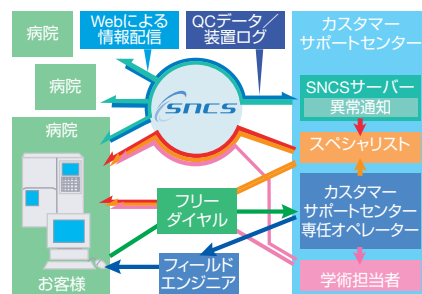 病院
Webによる
情報配信
QCデータ／
装置ログ
カスタマー
サポートセンター
病院
SNCS
SNCSサーバー
異常通知
病院
スペシャリスト
フリー
ダイヤル
カスタマー
サポートセンター
専任オペレーター
お客様
フィールド
エンジニア
学術担当者